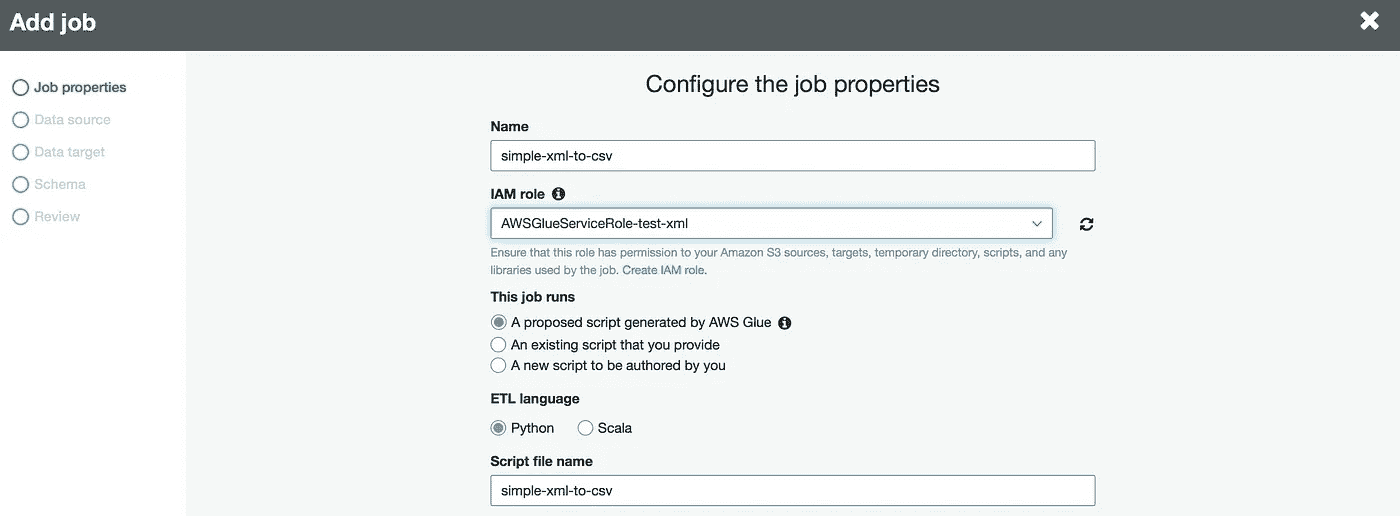 Add job
Job properties
Data source
Data target
Schema
Review
Configure the job properties
Name
simple-xml-to-csv
IAM role
AWSGlueServiceRole-test-xml
Ensure that this role has permission to your Amazon S3 sources, targets, temporary directory, scripts, and any
libraries used by the job. Create IAM role.
This job runs
A proposed script generated by AWS Glue
An existing script that you provide
A new script to be authored by you
ETL language
Python Scala
Script file name
simple-xml-to-csv